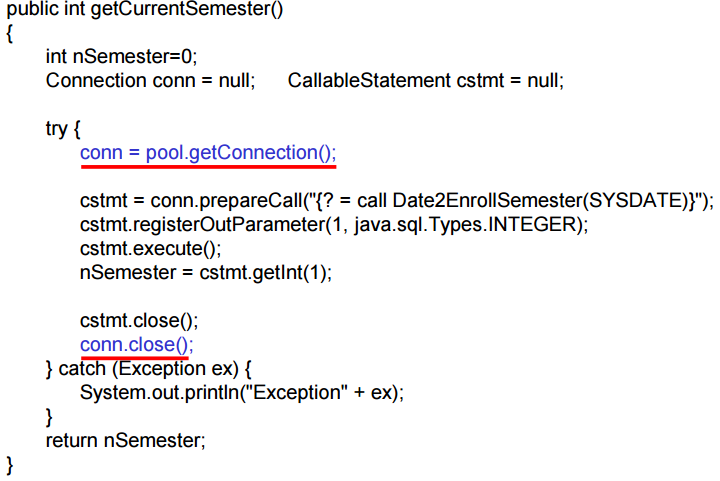 public int getCurrentSemester()
{
int nSemester=0;
Connection conn = null; CallableStatement cstmt = null;
try {
conn = pool.getConnection();
cstmt = conn.prepareCall("{? = call Date2EnrollSemester(SYSDATE)}");
cstmt.registerOutParameter(1, java.sql.Types.INTEGER);
cstmt.execute();
nSemester = cstmt.getInt(1);
cstmt.close();
conn.close();
} catch (Exception ex) {
System.out.println("Exception" + ex);
}
return nSemester;
}